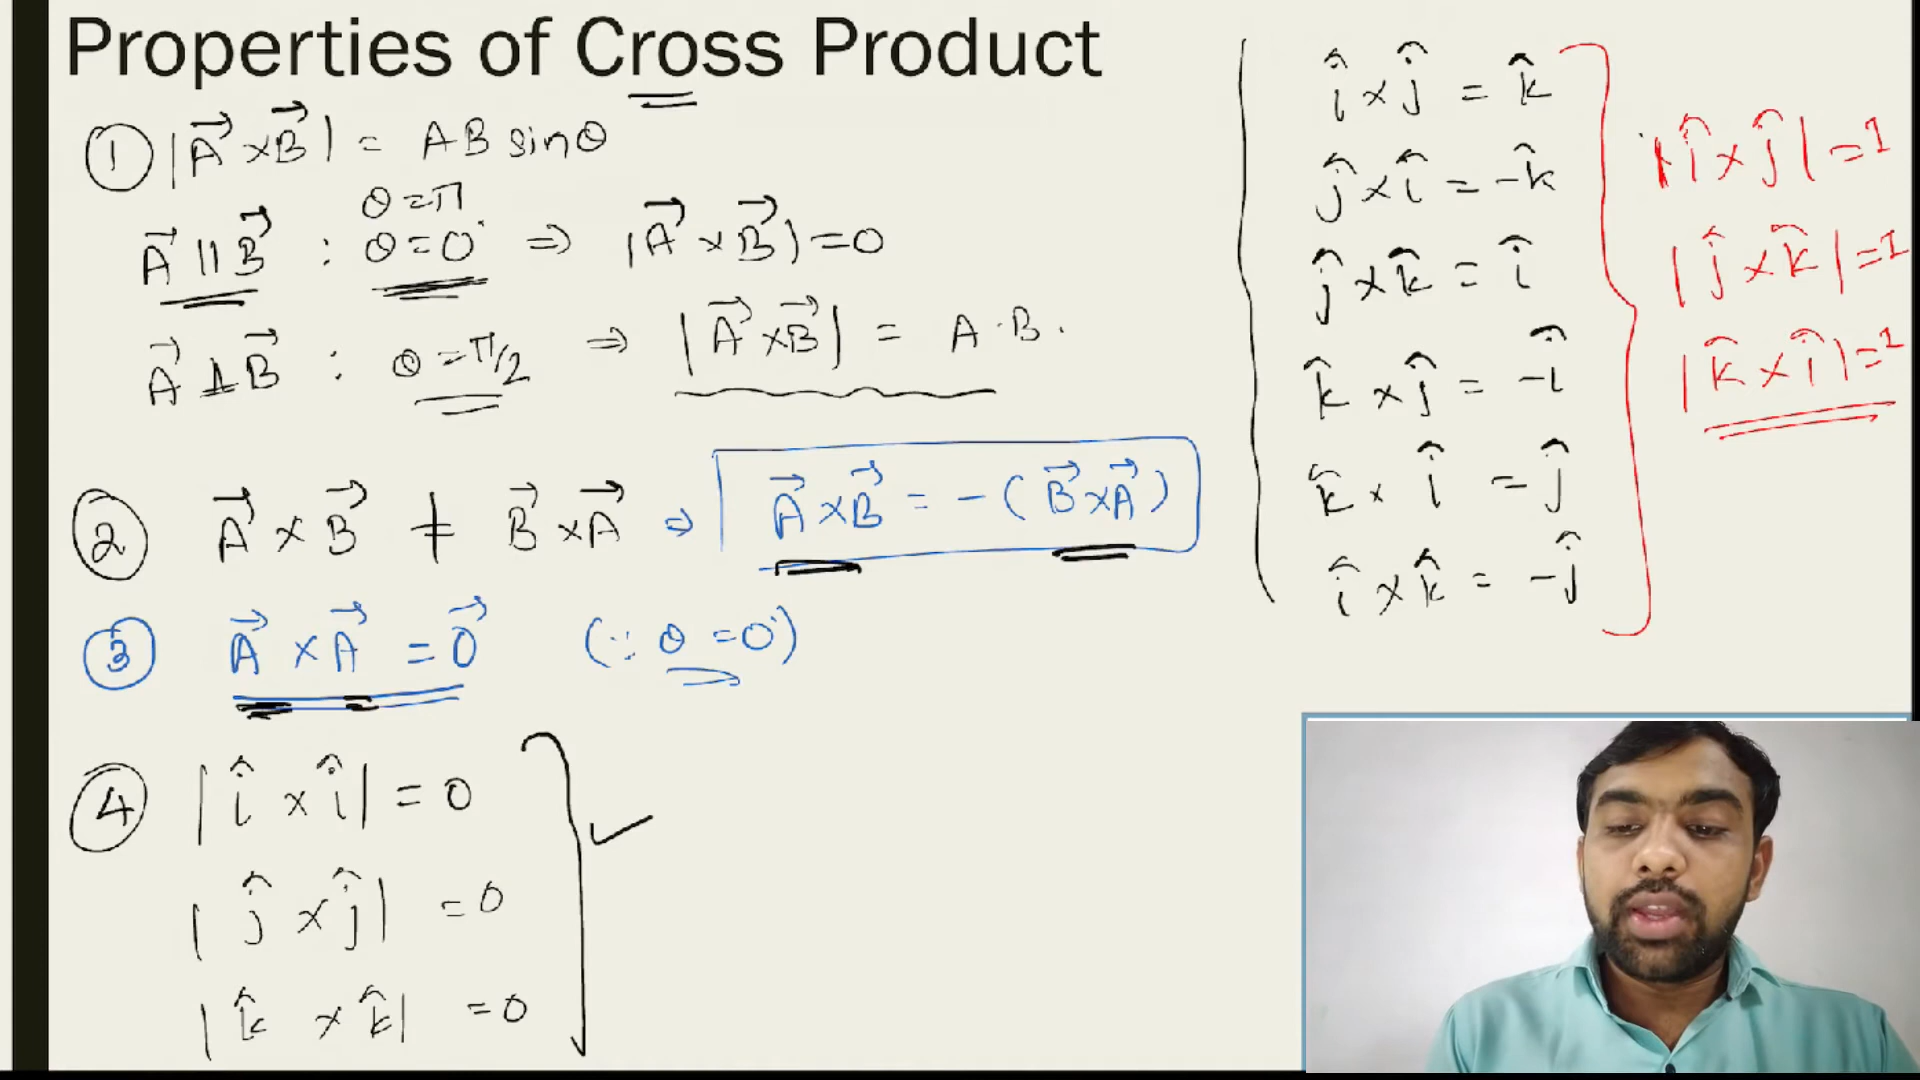 Properties of Cross Product
① |A⃗ × B⃗| = AB sinθ
θ = π
A⃗ || B⃗ : θ = 0° ⇒ |A⃗ × B⃗| = 0
A⃗ ⊥ B⃗ : θ = π/2 ⇒ |A⃗ × B⃗| = A · B .
② A⃗ × B⃗ ≠ B⃗ × A⃗ ⇒ A⃗ × B⃗ = - ( B⃗ × A⃗ )
③ A⃗ × A⃗ = 0⃗ (∵ θ = 0°)
④ |î × î| = 0
|ĵ × ĵ| = 0
|k̂ × k̂| = 0
î × ĵ = k̂
ĵ × î = -k̂
ĵ × k̂ = î
k̂ × ĵ = -î
k̂ × î = ĵ
î × k̂ = -ĵ
|î × ĵ| = 1
|ĵ × k̂| = 1
|k̂ × î| = 1